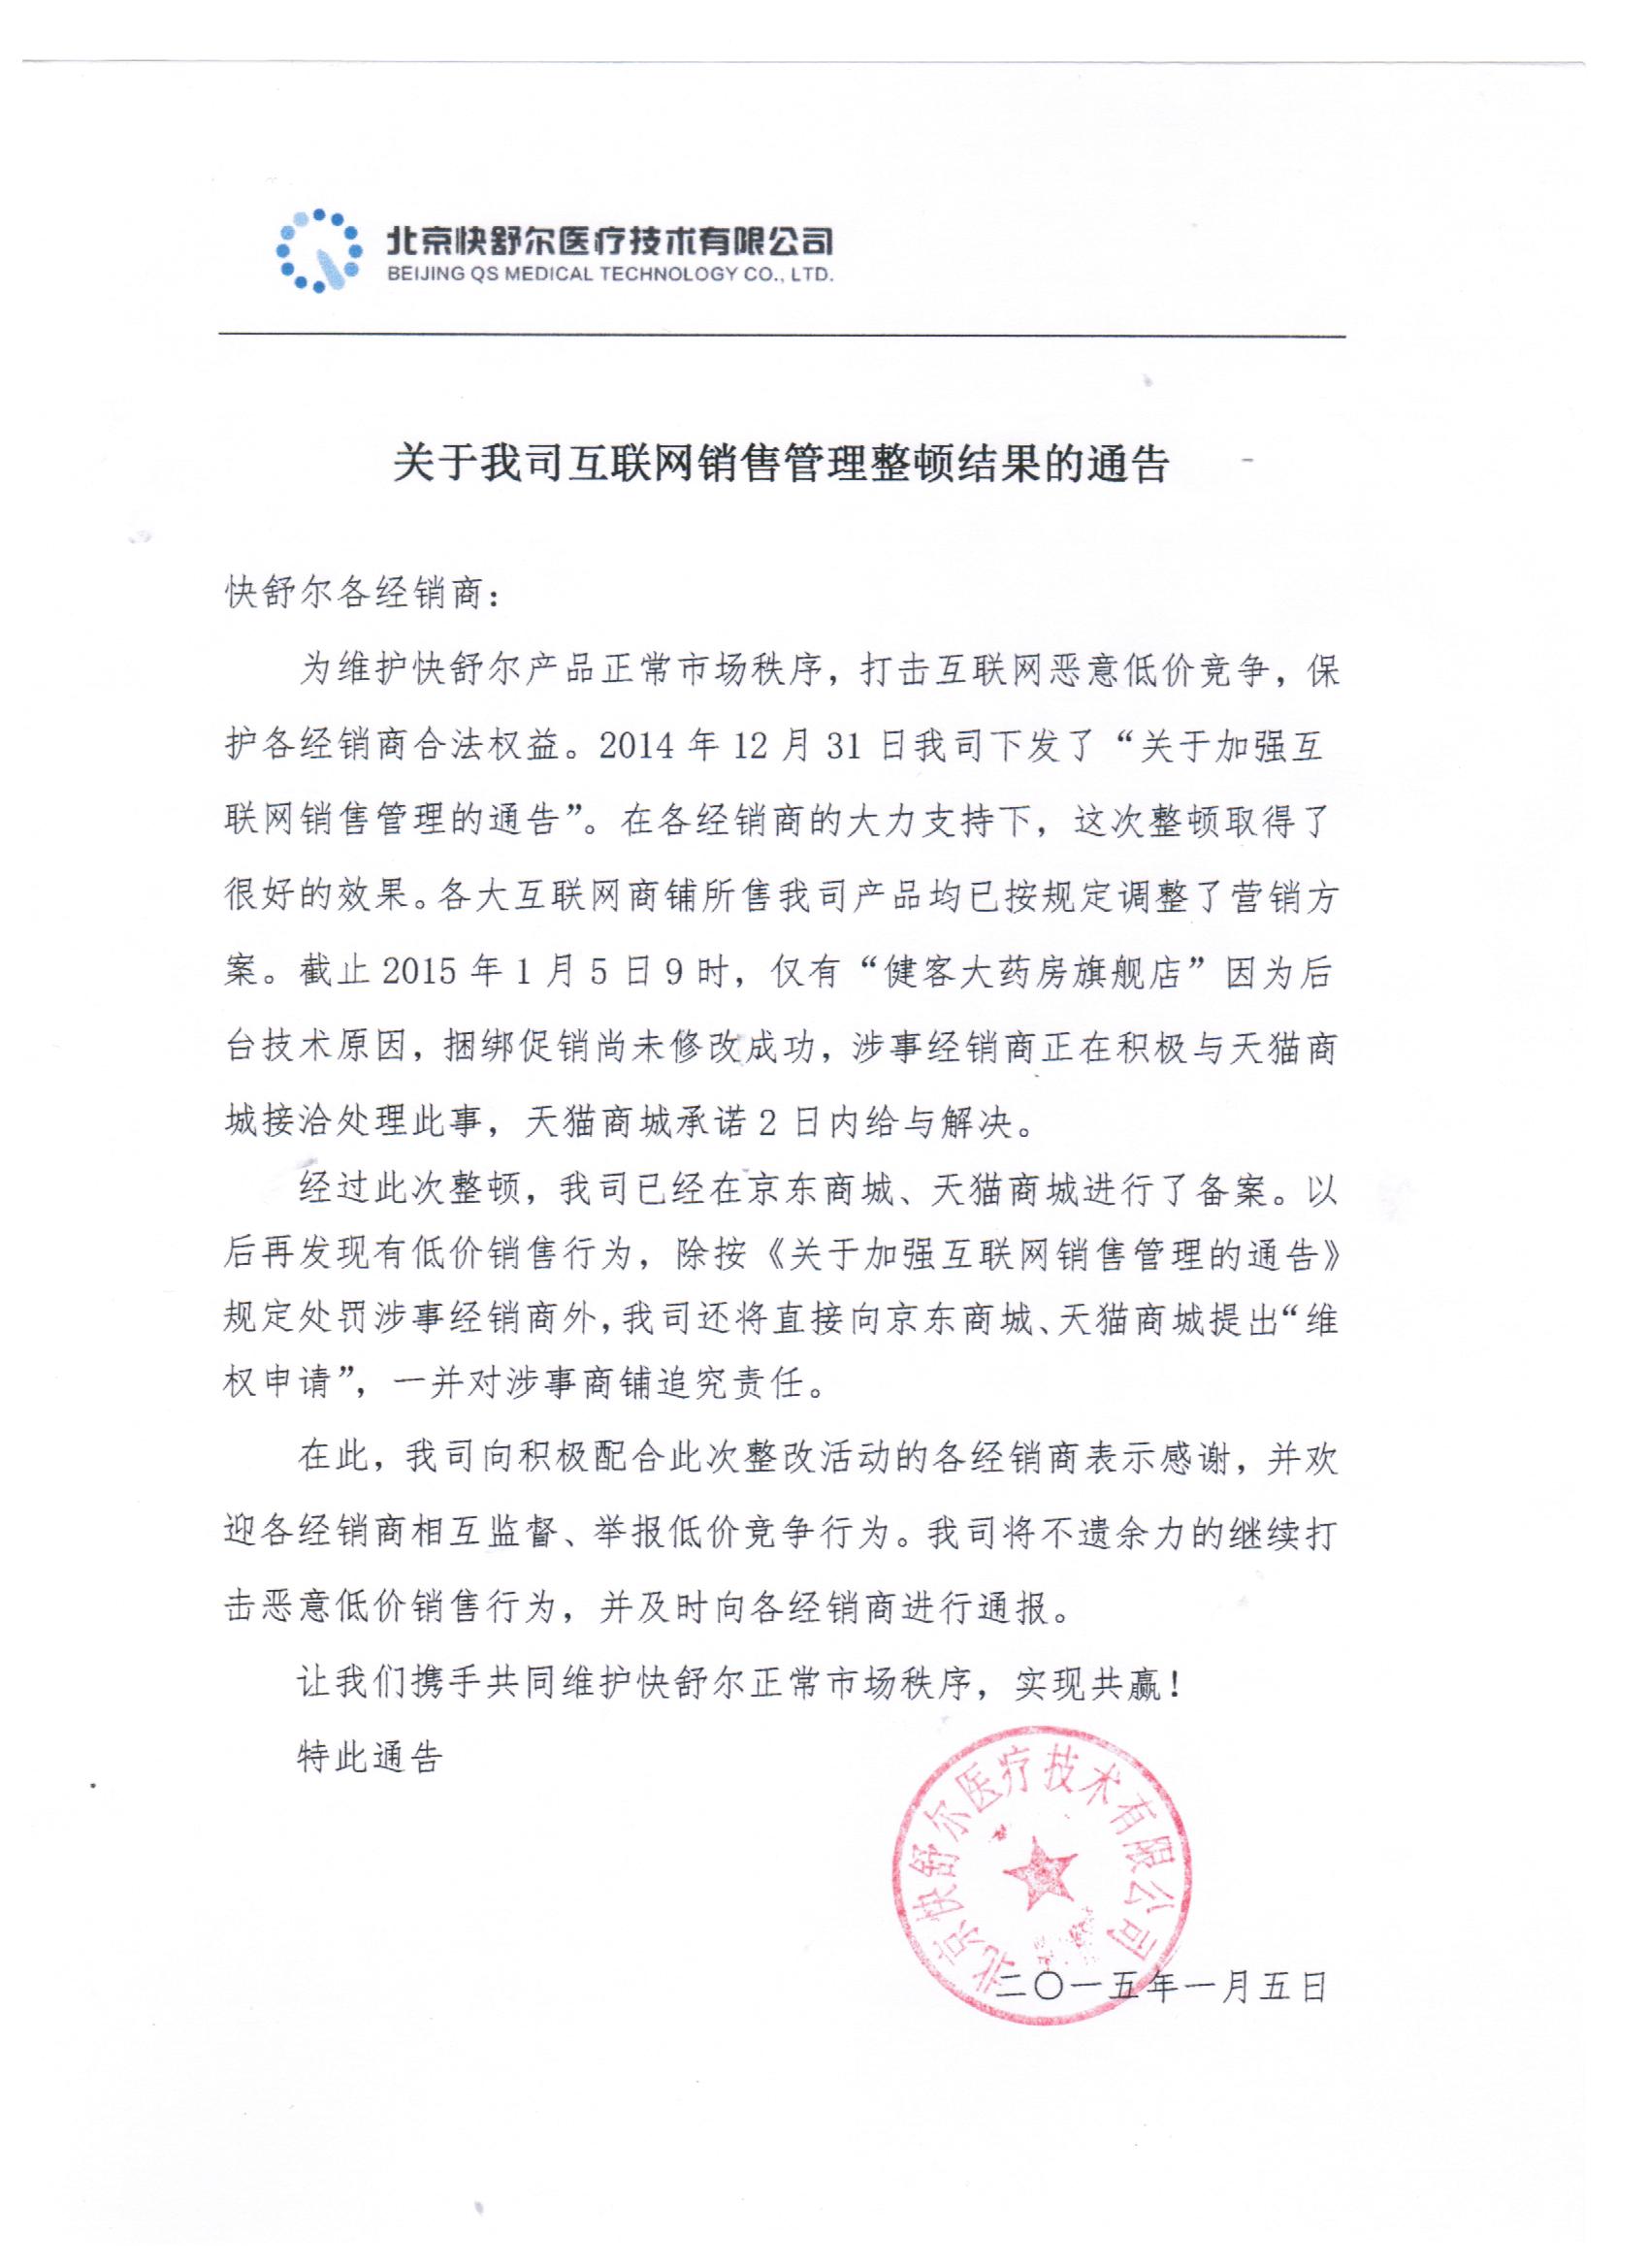 北京快舒尔医疗技术有限公司
BEIJING QS MEDICAL TECHNOLOGY CO., LTD.
关于我司互联网销售管理整顿结果的通告
快舒尔各经销商：
为维护快舒尔产品正常市场秩序，打击互联网恶意低价竞争，保
护各经销商合法权益。2014 年 12 月 31 日我司下发了“关于加强互
联网销售管理的通告”。在各经销商的大力支持下，这次整顿取得了
很好的效果。各大互联网商铺所售我司产品均已按规定调整了营销方
案。截止 2015 年 1 月 5 日 9 时，仅有“健客大药房旗舰店”因为后
台技术原因，捆绑促销尚未修改成功，涉事经销商正在积极与天猫商
城接洽处理此事，天猫商城承诺 2 日内给与解决。
经过此次整顿，我司已经在京东商城、天猫商城进行了备案。以
后再发现有低价销售行为，除按《关于加强互联网销售管理的通告》
规定处罚涉事经销商外，我司还将直接向京东商城、天猫商城提出“维
权申请”，一并对涉事商铺追究责任。
在此，我司向积极配合此次整改活动的各经销商表示感谢，并欢
迎各经销商相互监督、举报低价竞争行为。我司将不遗余力的继续打
击恶意低价销售行为，并及时向各经销商进行通报。
让我们携手共同维护快舒尔正常市场秩序，实现共赢！
特此通告
北京快舒尔医疗技术有限公司
二〇一五年一月五日